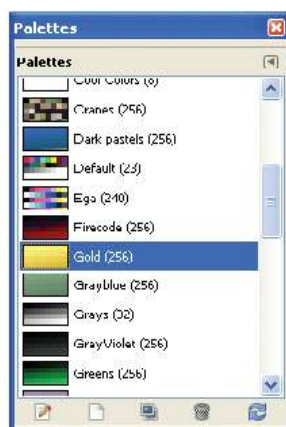 Palettes
Palettes
Cool Colors (8)
Cranes (256)
Dark pastels (256)
Default (23)
Ega (240)
Firecode (256)
Gold (256)
Grayblue (256)
Grays (32)
GrayViolet (256)
Greens (256)